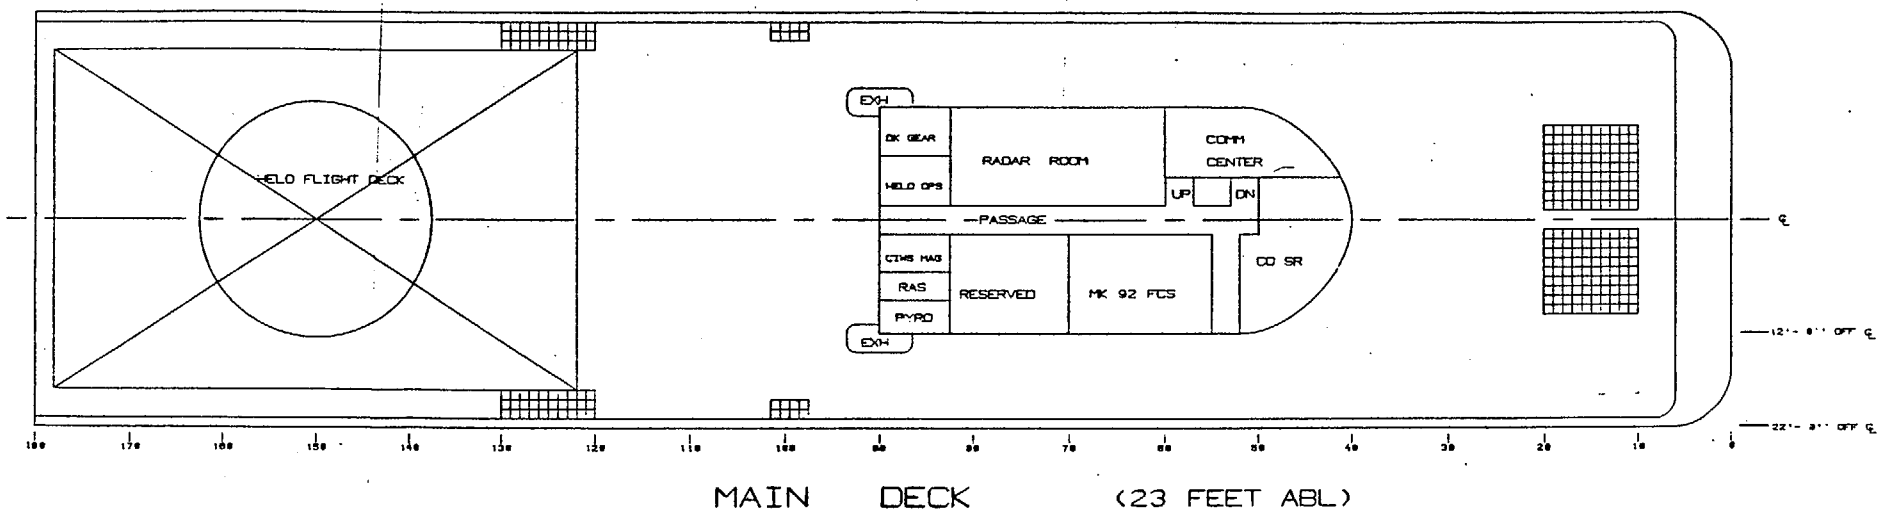 EXH
DK GEAR
RADAR ROOM
COMM
CENTER
HELO FLIGHT DECK
HELO OPS
UP
DN
PASSAGE
℄
CIWS MAG
RAS
PYRO
RESERVED
MK 92 FCS
CO SR
EXH
12'- 0'' OFF ℄
22'- 0'' OFF ℄
180 170 160 150 140 130 120 110 100 90 80 70 60 50 40 30 20 10 0
MAIN DECK (23 FEET ABL)